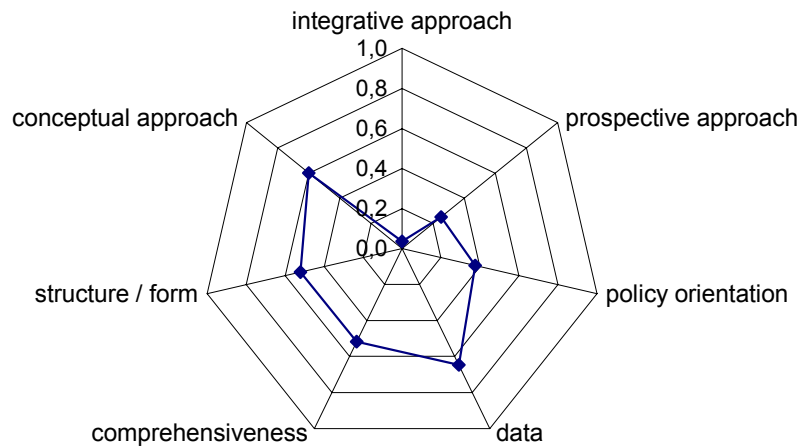 integrative approach
1,0
0,8
0,6
0,4
0,2
0,0
prospective approach
policy orientation
data
comprehensiveness
structure / form
conceptual approach